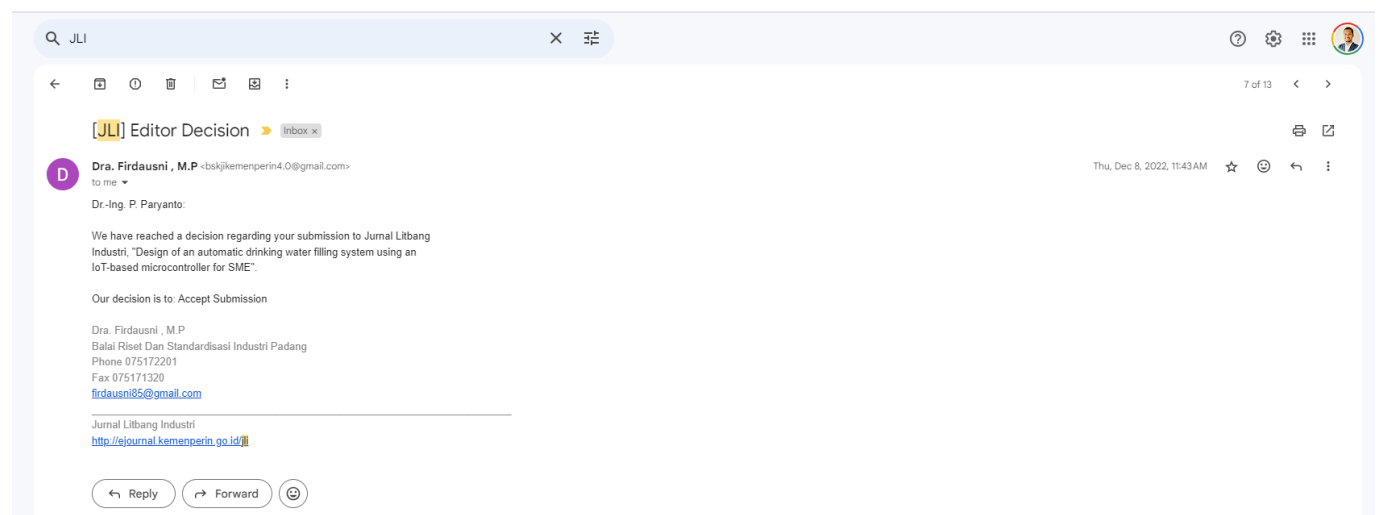 JLI
7 of 13
[JLI] Editor Decision Inbox x
Dra. Firdausni , M.P <bskjikemenperin4.0@gmail.com>
Thu, Dec 8, 2022, 11:43 AM
to me
D
Dr.-Ing. P. Paryanto:
We have reached a decision regarding your submission to Jurnal Litbang
Industri, "Design of an automatic drinking water filling system using an
IoT-based microcontroller for SME".
Our decision is to: Accept Submission
Dra. Firdausni , M.P
Balai Riset Dan Standardisasi Industri Padang
Phone 075172201
Fax 075171320
firdausni85@gmail.com
Jurnal Litbang Industri
http://ejournal.kemenperin.go.id/jli
Reply
Forward